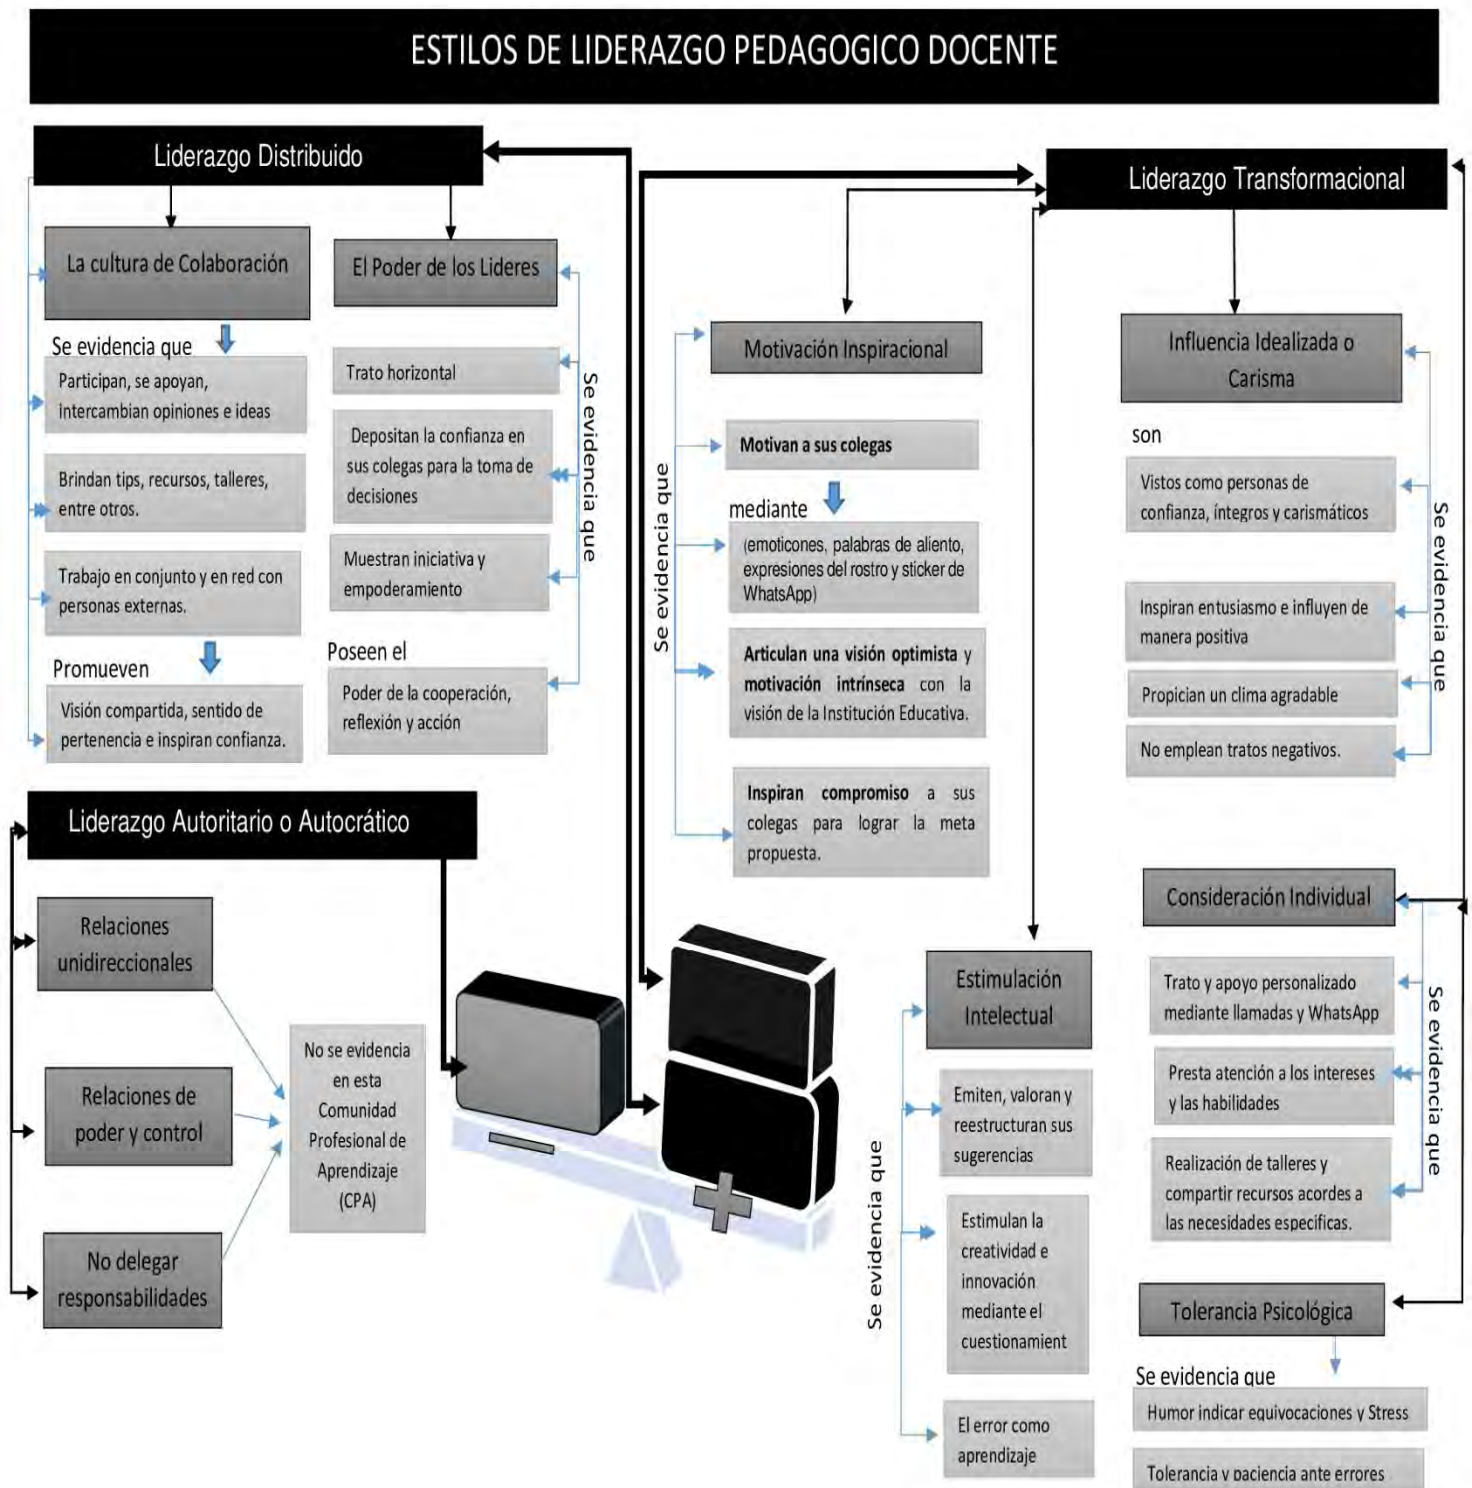 ESTILOS DE LIDERAZGO PEDAGOGICO DOCENTE
Liderazgo Distribuido
La cultura de Colaboración
Se evidencia que
Participan, se apoyan,
intercambian opiniones e ideas
Brindan tips, recursos, talleres,
entre otros.
Trabajo en conjunto y en red con
personas externas.
Promueven
Visión compartida, sentido de
pertenencia e inspiran confianza.
El Poder de los Lideres
Trato horizontal
Depositan la confianza en
sus colegas para la toma de
decisiones
Muestran iniciativa y
empoderamiento
Se evidencia que
Poseen el
Poder de la cooperación,
reflexión y acción
Liderazgo Transformacional
Motivación Inspiracional
Se evidencia que
Motivan a sus colegas
mediante
(emoticones, palabras de aliento,
expresiones del rostro y sticker de
WhatsApp)
Articulan una visión optimista y
motivación intrínseca con la
visión de la Institución Educativa.
Inspiran compromiso a sus
colegas para lograr la meta
propuesta.
Influencia Idealizada o
Carisma
son
Vistos como personas de
confianza, íntegros y carismáticos
Inspiran entusiasmo e influyen de
manera positiva
Propician un clima agradable
No emplean tratos negativos.
Se evidencia que
Liderazgo Autoritario o Autocrático
Relaciones
unidireccionales
Relaciones de
poder y control
No delegar
responsabilidades
No se evidencia
en esta
Comunidad
Profesional de
Aprendizaje
(CPA)
Estimulación
Intelectual
Se evidencia que
Emiten, valoran y
reestructuran sus
sugerencias
Estimulan la
creatividad e
innovación
mediante el
cuestionamient
El error como
aprendizaje
Consideración Individual
Trato y apoyo personalizado
mediante llamadas y WhatsApp
Presta atención a los intereses
y las habilidades
Realización de talleres y
compartir recursos acordes a
las necesidades especificas.
Se evidencia que
Tolerancia Psicológica
Se evidencia que
Humor indicar equivocaciones y Stress
Tolerancia y paciencia ante errores